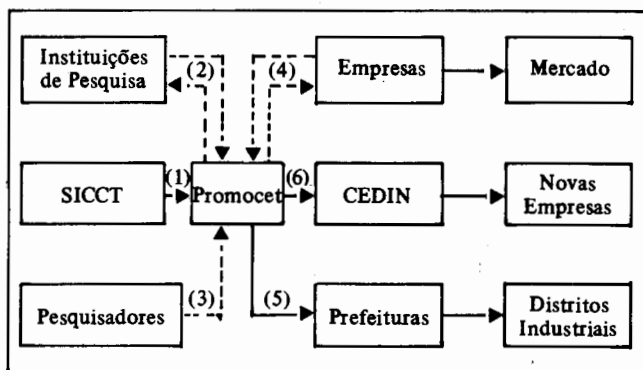 Instituições
de Pesquisa
(2)
(4)
Empresas
Mercado
SICCT
(1)
Promocet
(6)
CEDIN
Novas
Empresas
Pesquisadores
(3)
(5)
Prefeituras
Distritos
Industriais